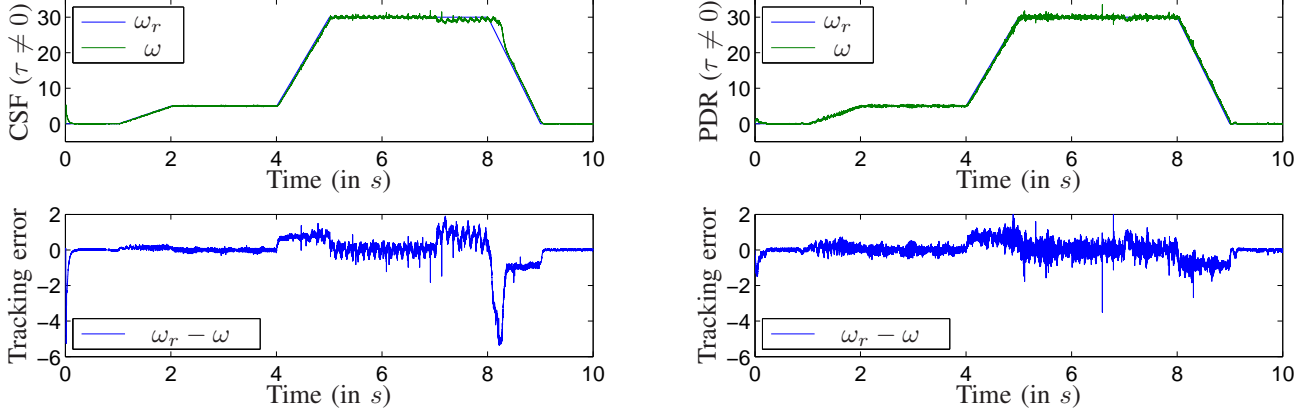 CSF (τ ≠ 0)
30
20
10
0
ω_r
ω
0 2 4 6 8 10
Time (in s)
PDR (τ ≠ 0)
30
20
10
0
ω_r
ω
0 2 4 6 8 10
Time (in s)
Tracking error
2
0
−2
−4
−6
ω_r − ω
0 2 4 6 8 10
Time (in s)
Tracking error
2
0
−2
−4
−6
ω_r − ω
0 2 4 6 8 10
Time (in s)